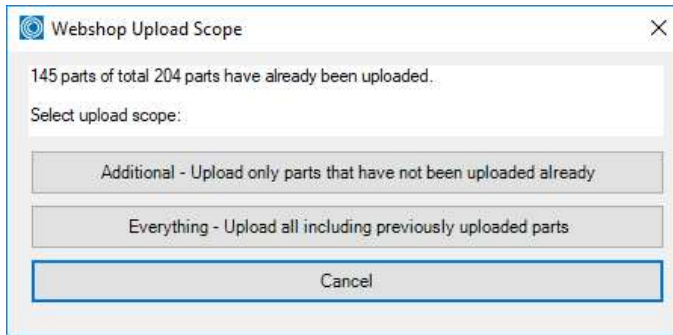 Webshop Upload Scope
145 parts of total 204 parts have already been uploaded.
Select upload scope:
Additional - Upload only parts that have not been uploaded already
Everything - Upload all including previously uploaded parts
Cancel